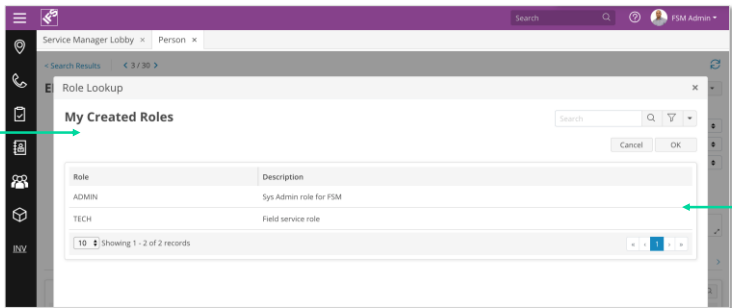 Search
FSM Admin
Service Manager Lobby × Person ×
« Search Results
< 3 / 30 >
El
Role Lookup ×
My Created Roles
Search
Cancel OK
Role Description
ADMIN Sys Admin role for FSM
TECH Field service role
10 Showing 1 - 2 of 2 records
« ‹ 1 › »
INV